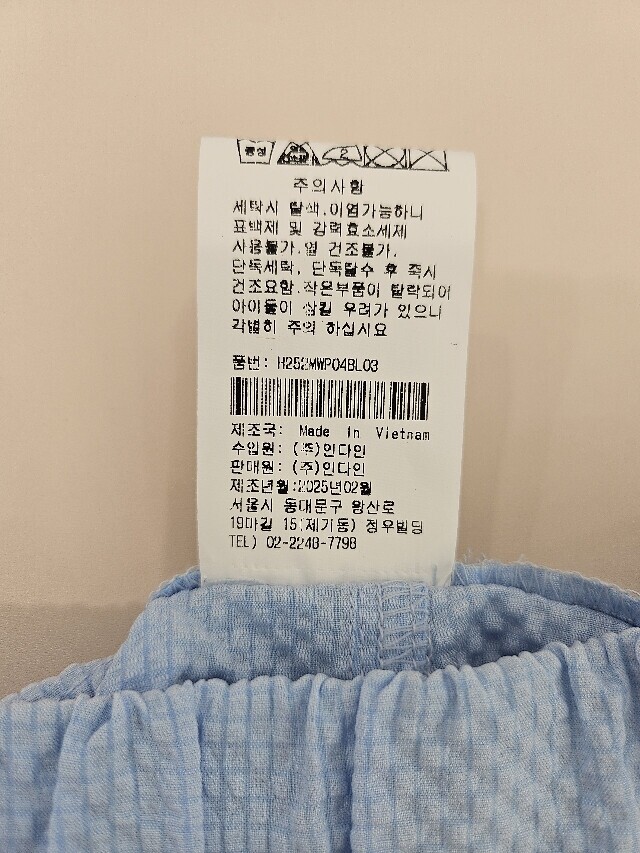 중성
2
주의사항
세탁시 탈색,이염가능하니
표백제 및 강력효소세제
사용불가.열 건조불가.
단독세탁, 단독탈수 후 즉시
건조요함.작은부품이 탈락되어
아이들이 삼킬 우려가 있으니
각별히 주의 하십시요
품번: H252MWP04BL03
제조국: Made in Vietnam
수입원: (주)인다인
판매원: (주)인다인
제조년월:2025년02월
서울시 동대문구 왕산로
19마길 15(제기동) 정우빌딩
TEL) 02-2248-7798